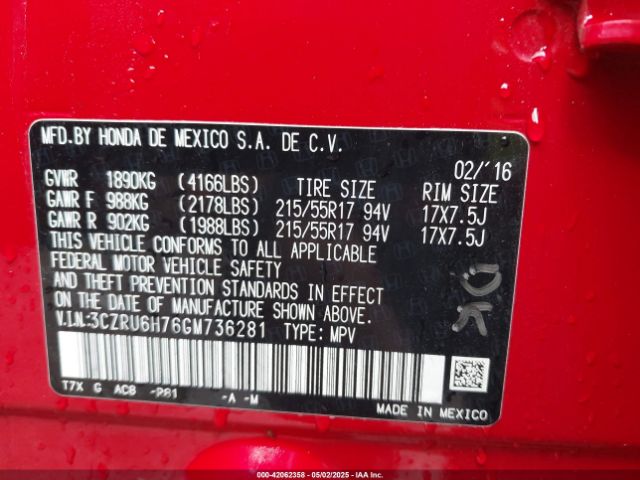 MFD.BY HONDA DE MEXICO S.A. DE C.V.
02/'16
GVWR 1890KG (4166LBS) TIRE SIZE RIM SIZE
GAWR F 988KG (2178LBS) 215/55R17 94V 17X7.5J
GAWR R 902KG (1988LBS) 215/55R17 94V 17X7.5J
THIS VEHICLE CONFORMS TO ALL APPLICABLE
FEDERAL MOTOR VEHICLE SAFETY
AND THEFT PREVENTION STANDARDS IN EFFECT
ON THE DATE OF MANUFACTURE SHOWN ABOVE.
V.I.N.:3CZRU6H76GM736281 TYPE: MPV
T7X G AC8 -R81 -A -M
MADE IN MEXICO
000-42062358 - 05/02/2025 - IAA, Inc.